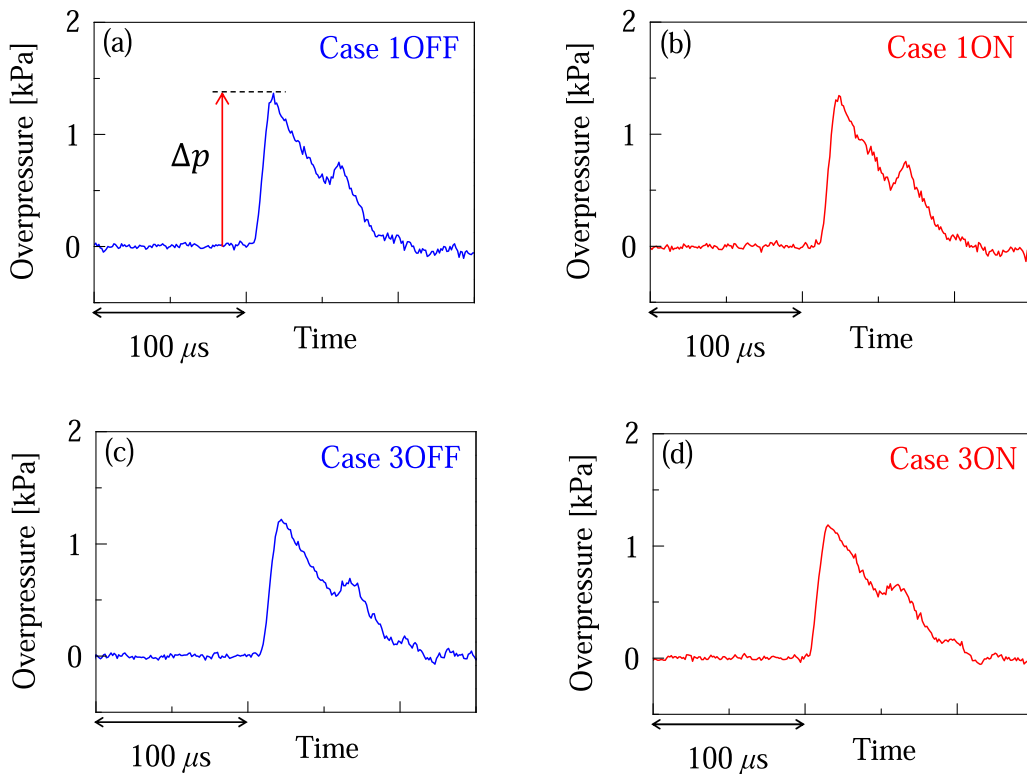 (a)
Case 1OFF
2
1
0
Overpressure [kPa]
Δp
100 μs
Time
(b)
Case 1ON
2
1
0
Overpressure [kPa]
100 μs
Time
(c)
Case 3OFF
2
1
0
Overpressure [kPa]
100 μs
Time
(d)
Case 3ON
2
1
0
Overpressure [kPa]
100 μs
Time